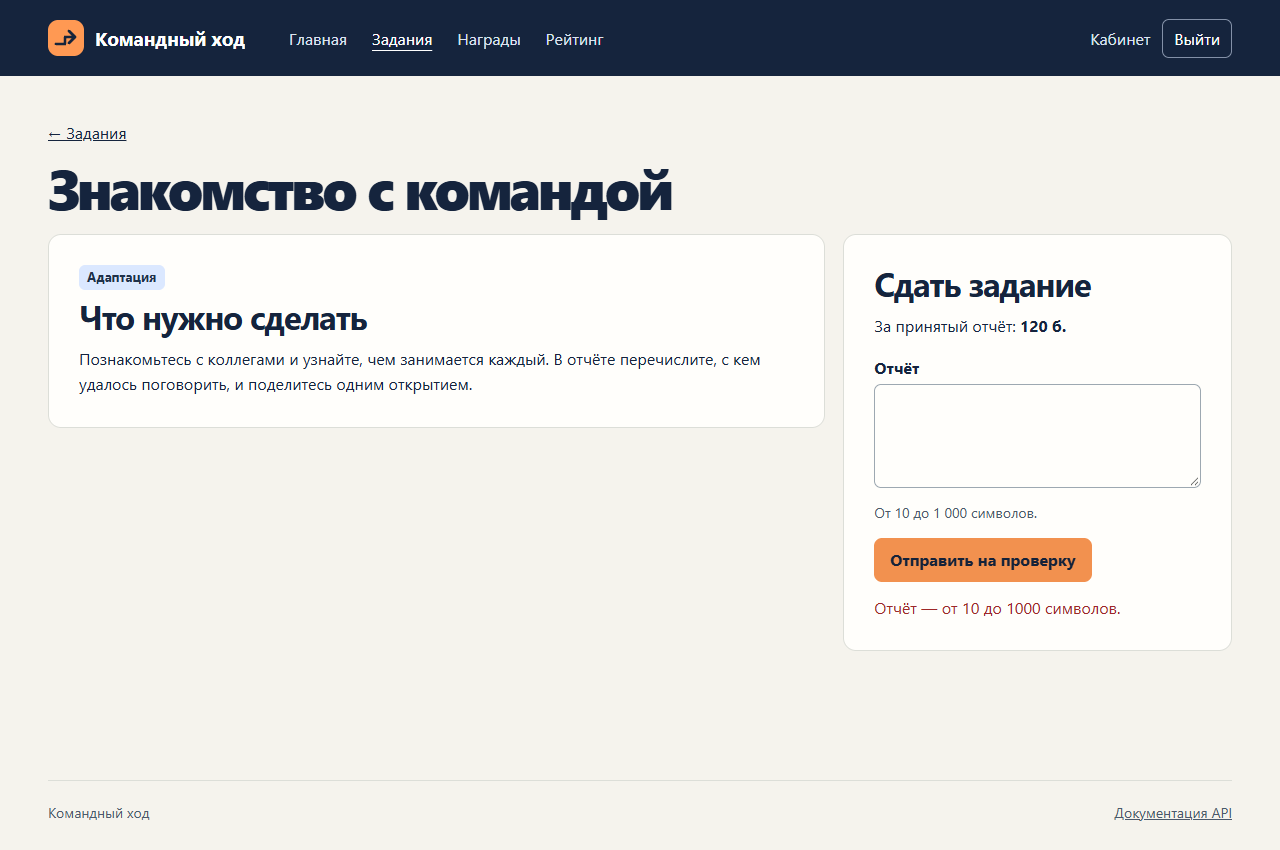 Командный ход
Главная
Задания
Награды
Рейтинг
Кабинет
Выйти
← Задания
Знакомство с командой
Адаптация
Что нужно сделать
Познакомьтесь с коллегами и узнайте, чем занимается каждый. В отчёте перечислите, с кем
удалось поговорить, и поделитесь одним открытием.
Сдать задание
За принятый отчёт: 120 б.
Отчёт
От 10 до 1 000 символов.
Отправить на проверку
Отчёт — от 10 до 1000 символов.
Командный ход
Документация API